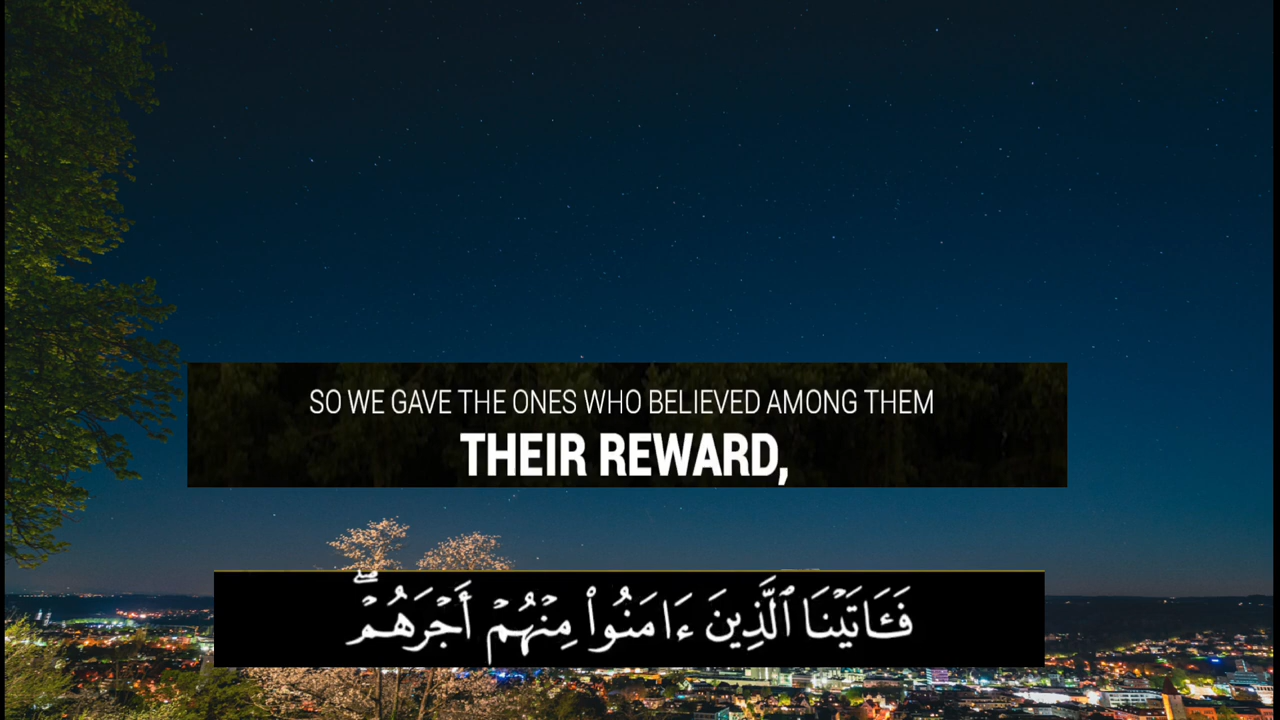 SO WE GAVE THE ONES WHO BELIEVED AMONG THEM
THEIR REWARD,
فَـَٔاتَيۡنَا ٱلَّذِينَ ءَامَنُواْ مِنۡهُمۡ أَجۡرَهُمۡۖ